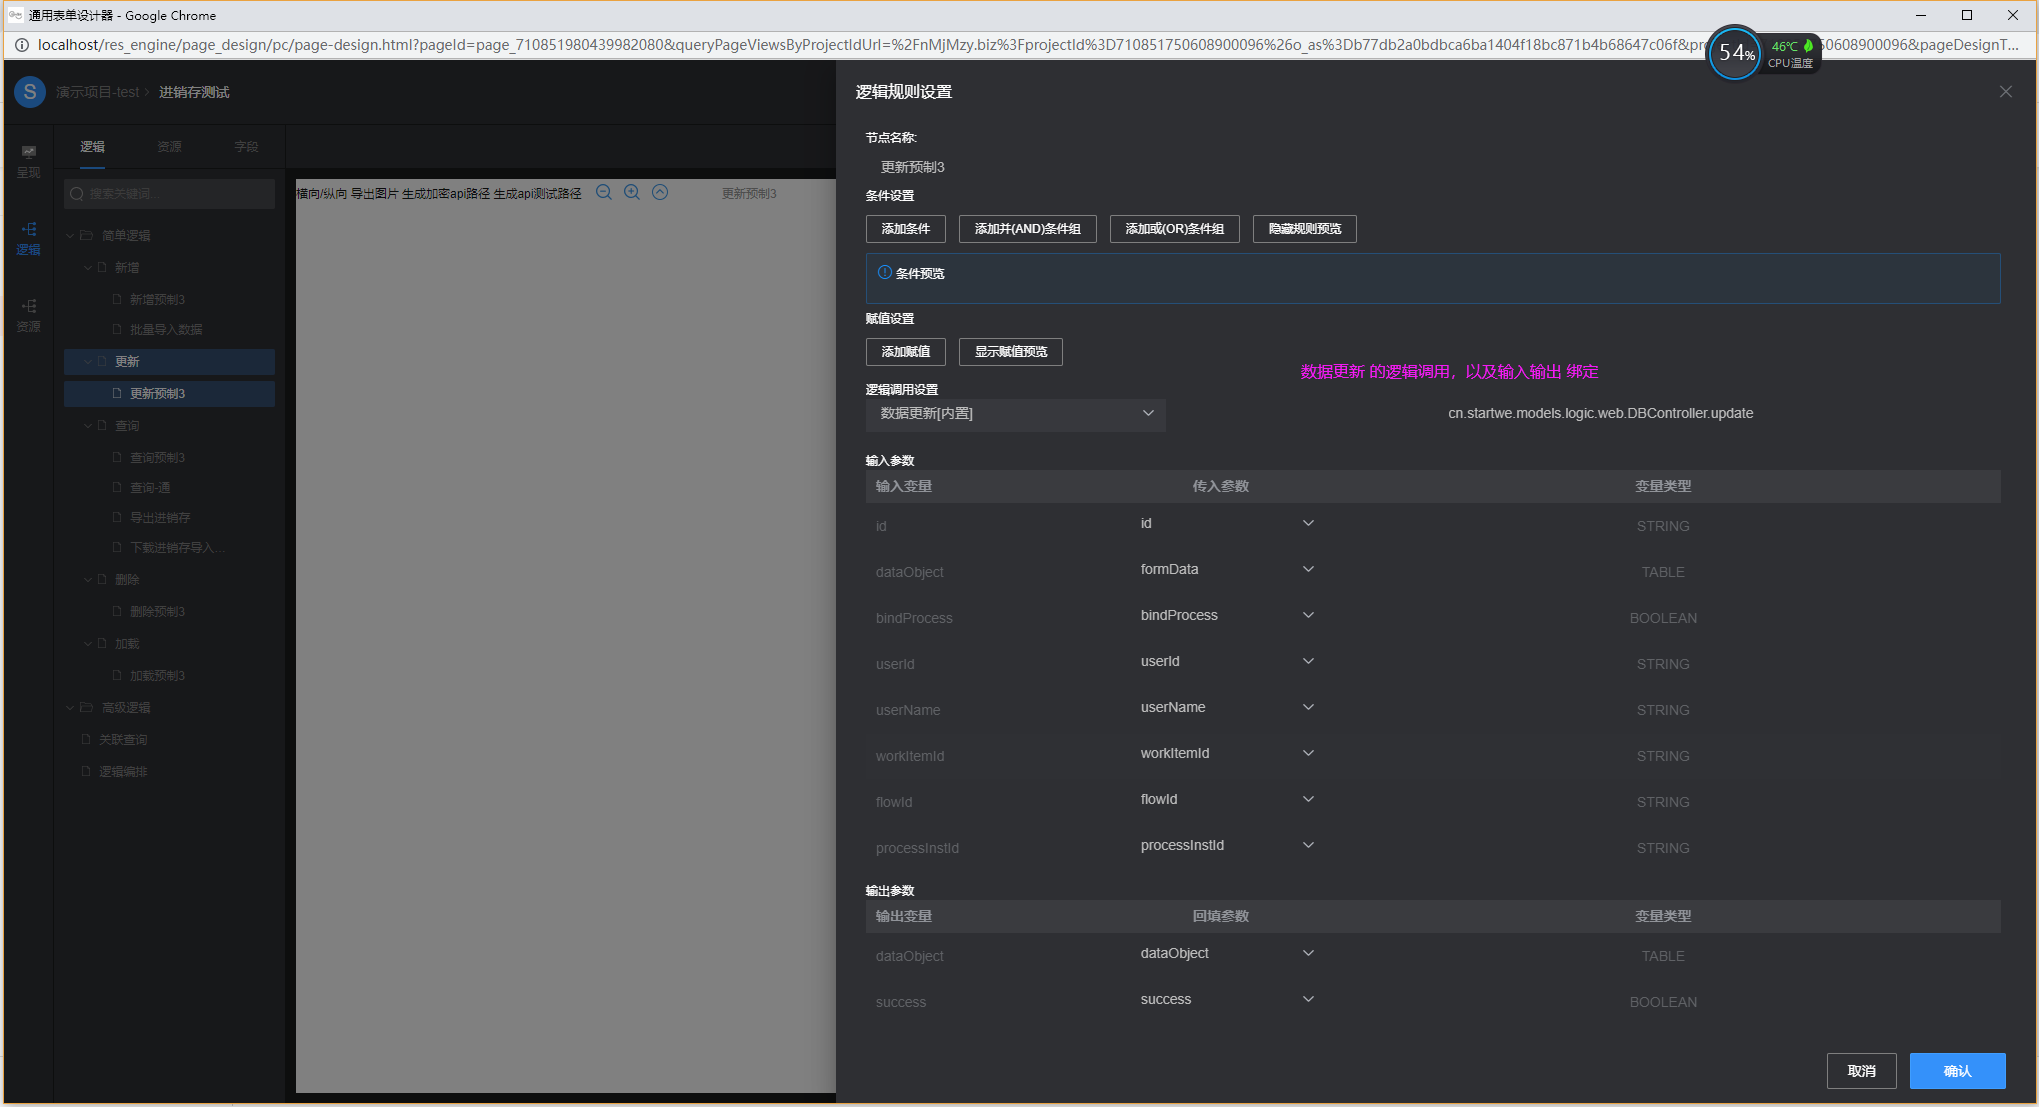 通用表单设计器 - Google Chrome
localhost/res_engine/page_design/pc/page-design.html?pageId=page_710851980439982080&queryPageViewsByProjectIdUrl=%2FnMjMzy.biz%3FprojectId%3D710851750608900096%26o_as%3Db77db2a0bdbca6ba1404f18bc871b4b68647c06f&pro 50608900096&pageDesignT...
54%
46℃
CPU温度
S
演示项目-test
进销存测试
呈现
逻辑
资源
逻辑
资源
字段
搜索关键词...
简单逻辑
新增
新增预制3
批量导入数据
更新
更新预制3
查询
查询预制3
查询-通
导出进销存
下载进销存导入...
删除
删除预制3
加载
加载预制3
高级逻辑
关联查询
逻辑编排
横向/纵向 导出图片 生成加密api路径 生成api测试路径
更新预制3
逻辑规则设置
节点名称:
更新预制3
条件设置
添加条件
添加并(AND)条件组
添加或(OR)条件组
隐藏规则预览
条件预览
赋值设置
添加赋值
显示赋值预览
数据更新 的逻辑调用，以及输入输出 绑定
逻辑调用设置
数据更新[内置]
cn.startwe.models.logic.web.DBController.update
输入参数
输入变量 传入参数 变量类型
id id STRING
dataObject formData TABLE
bindProcess bindProcess BOOLEAN
userId userId STRING
userName userName STRING
workItemId workItemId STRING
flowId flowId STRING
processInstId processInstId STRING
输出参数
输出变量 回填参数 变量类型
dataObject dataObject TABLE
success success BOOLEAN
取消
确认